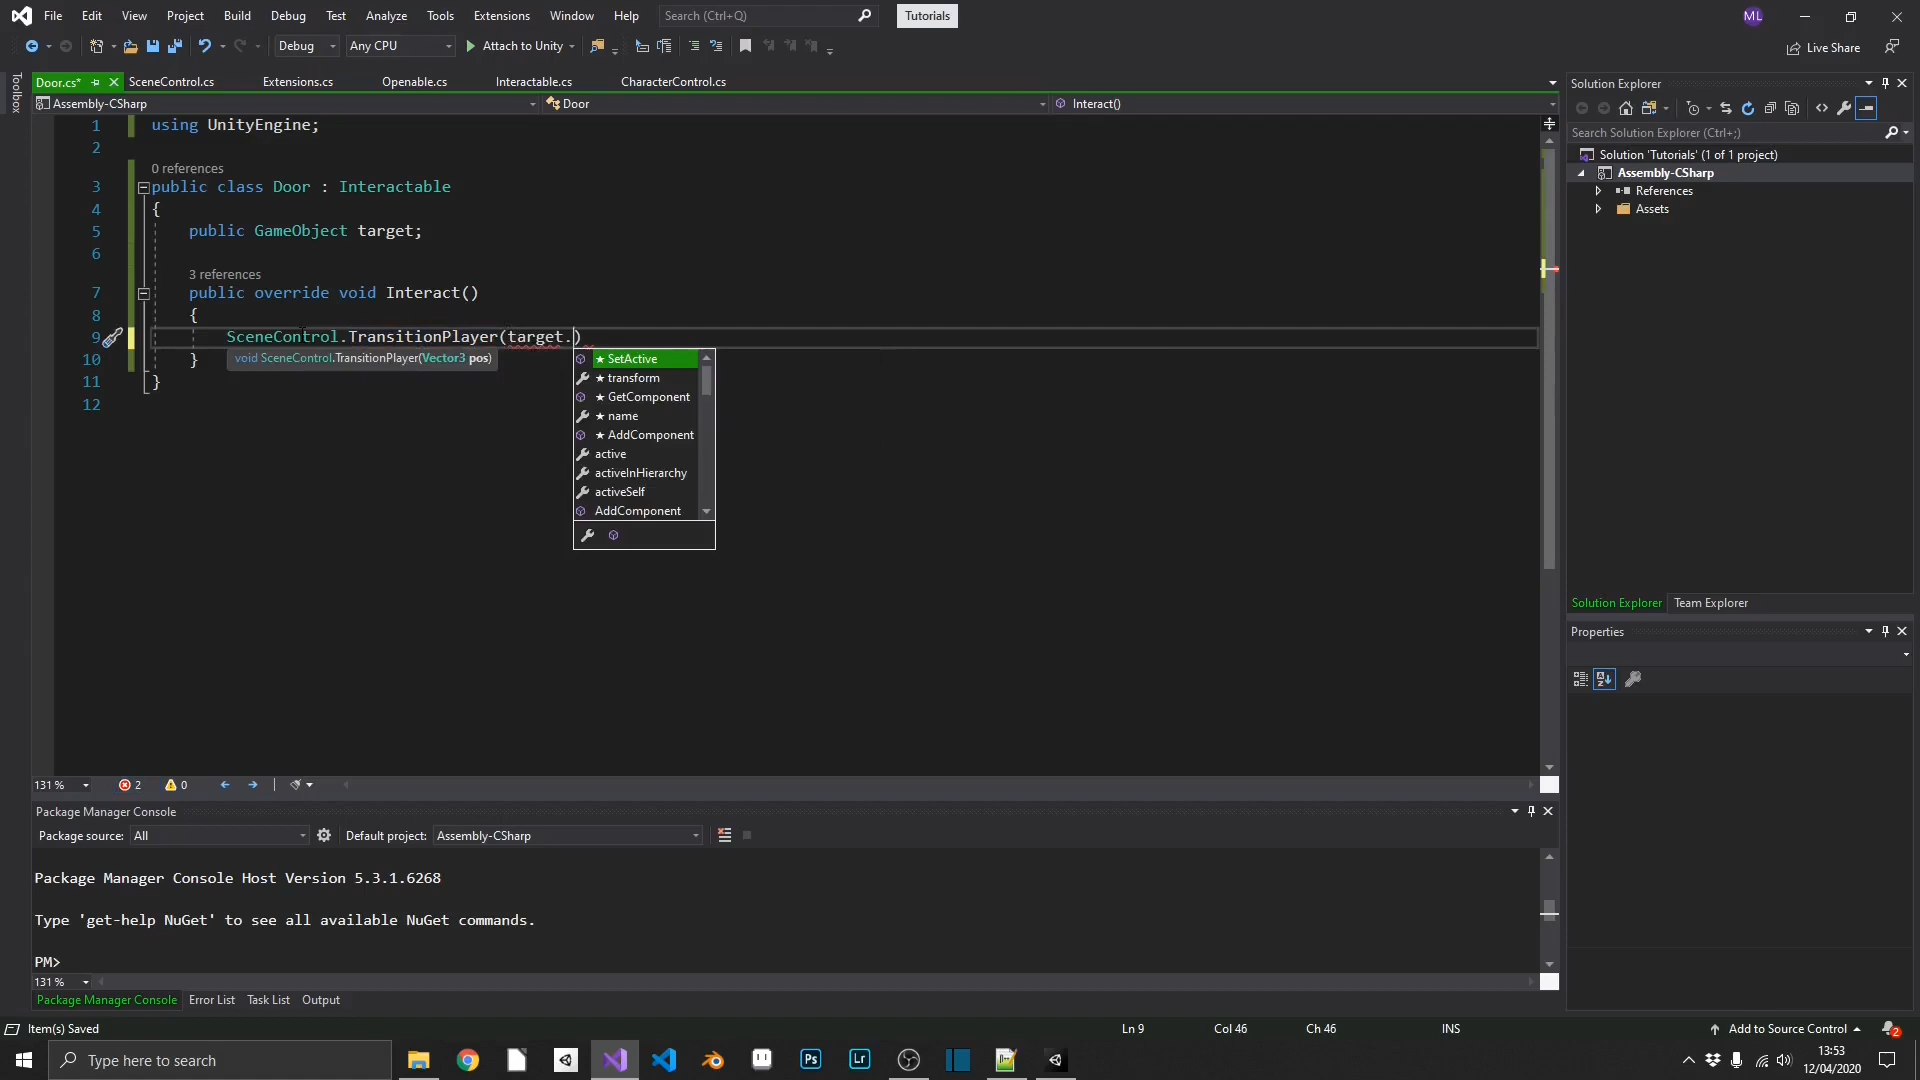 File Edit View Project Build Debug Test Analyze Tools Extensions Window Help Search (Ctrl+Q) Tutorials ML
Debug Any CPU Attach to Unity Live Share
Door.cs* SceneControl.cs Extensions.cs Openable.cs Interactable.cs CharacterControl.cs
Assembly-CSharp Door Interact()
Toolbox
1 using UnityEngine;
2
0 references
3 public class Door : Interactable
4 {
5 public GameObject target;
6
3 references
7 public override void Interact()
8 {
9 SceneControl.TransitionPlayer(target.)
10 }
void SceneControl.TransitionPlayer(Vector3 pos)
11 }
12
SetActive
transform
GetComponent
name
AddComponent
active
activeInHierarchy
activeSelf
AddComponent
Solution Explorer
Search Solution Explorer (Ctrl+;)
Solution 'Tutorials' (1 of 1 project)
Assembly-CSharp
References
Assets
Solution Explorer Team Explorer
Properties
131 % 2 0
Package Manager Console
Package source: All Default project: Assembly-CSharp
Package Manager Console Host Version 5.3.1.6268
Type 'get-help NuGet' to see all available NuGet commands.
PM>
131 %
Package Manager Console Error List Task List Output
Item(s) Saved Ln 9 Col 46 Ch 46 INS Add to Source Control 2
Type here to search Ps Lr 13:53
12/04/2020